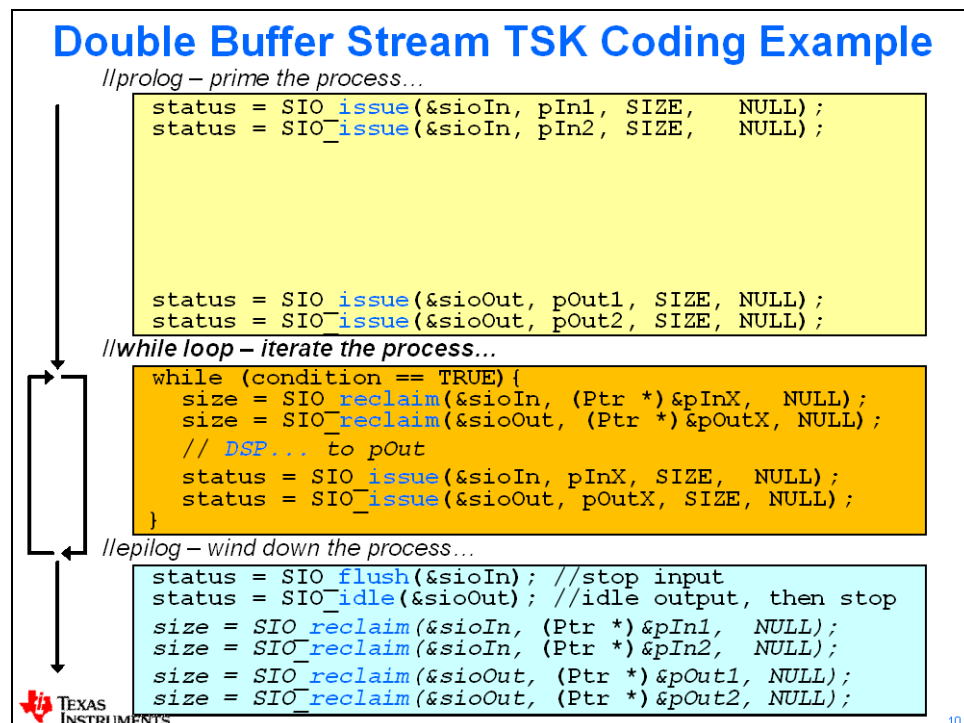 Double Buffer Stream TSK Coding Example
//prolog – prime the process…
status = SIO_issue(&sioIn, pIn1, SIZE,   NULL);
status = SIO_issue(&sioIn, pIn2, SIZE,   NULL);
status = SIO_issue(&sioOut, pOut1, SIZE, NULL);
status = SIO_issue(&sioOut, pOut2, SIZE, NULL);
//while loop – iterate the process…
while (condition == TRUE){
size = SIO_reclaim(&sioIn, (Ptr *)&pInX,  NULL);
size = SIO_reclaim(&sioOut, (Ptr *)&pOutX, NULL);
// DSP... to pOut
status = SIO_issue(&sioIn, pInX, SIZE,  NULL);
status = SIO_issue(&sioOut, pOutX, SIZE, NULL);
}
//epilog – wind down the process…
status = SIO_flush(&sioIn); //stop input
status = SIO_idle(&sioOut); //idle output, then stop
size = SIO_reclaim(&sioIn, (Ptr *)&pIn1,  NULL);
size = SIO_reclaim(&sioIn, (Ptr *)&pIn2,  NULL);
size = SIO_reclaim(&sioOut, (Ptr *)&pOut1, NULL);
size = SIO_reclaim(&sioOut, (Ptr *)&pOut2, NULL);
TEXAS
INSTRUMENTS
10